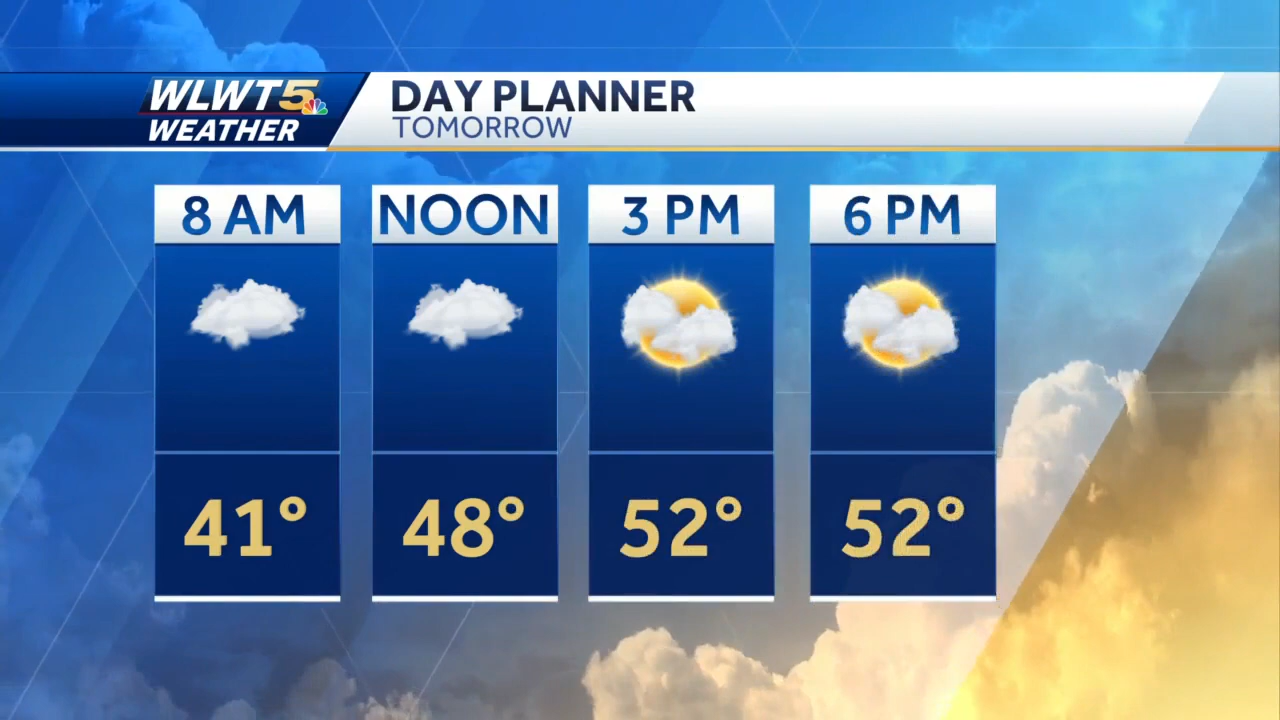 WLWT5
WEATHER
DAY PLANNER
TOMORROW
8 AM
NOON
3 PM
6 PM
41°
48°
52°
52°